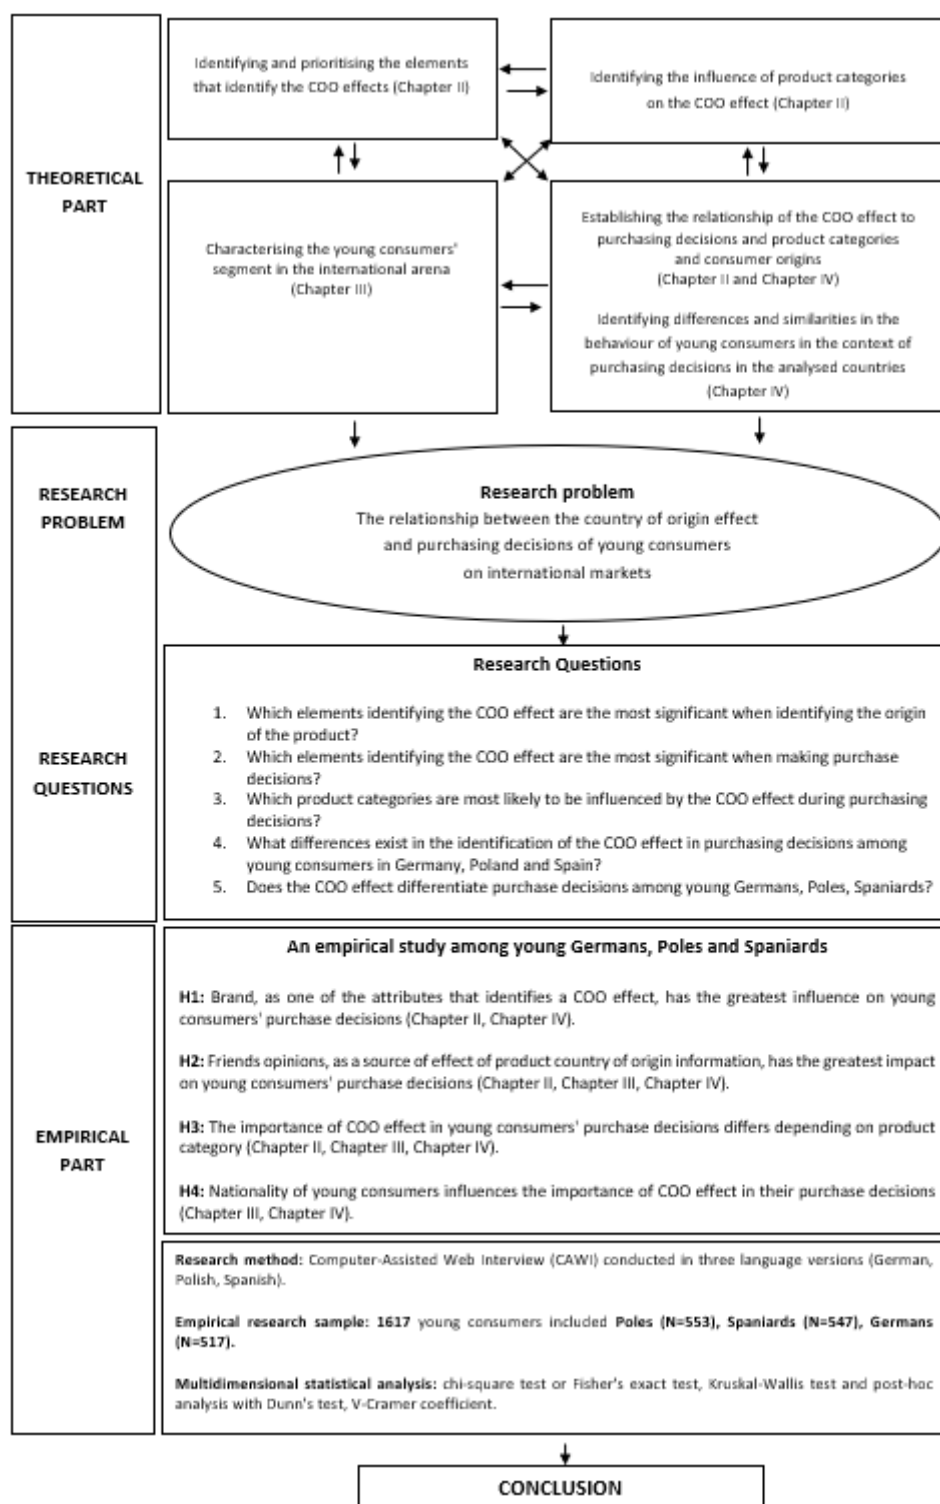 THEORETICAL
PART
Identifying and prioritising the elements
that identify the COO effects (Chapter II)
Identifying the influence of product categories
on the COO effect (Chapter II)
Characterising the young consumers'
segment in the international arena
(Chapter III)
Establishing the relationship of the COO effect to
purchasing decisions and product categories
and consumer origins
(Chapter II and Chapter IV)
Identifying differences and similarities in the
behaviour of young consumers in the context of
purchasing decisions in the analysed countries
(Chapter IV)
RESEARCH
PROBLEM
Research problem
The relationship between the country of origin effect
and purchasing decisions of young consumers
on international markets
RESEARCH
QUESTIONS
Research Questions
1. Which elements identifying the COO effect are the most significant when identifying the origin
of the product?
2. Which elements identifying the COO effect are the most significant when making purchase
decisions?
3. Which product categories are most likely to be influenced by the COO effect during purchasing
decisions?
4. What differences exist in the identification of the COO effect in purchasing decisions among
young consumers in Germany, Poland and Spain?
5. Does the COO effect differentiate purchase decisions among young Germans, Poles, Spaniards?
EMPIRICAL
PART
An empirical study among young Germans, Poles and Spaniards
H1: Brand, as one of the attributes that identifies a COO effect, has the greatest influence on young
consumers' purchase decisions (Chapter II, Chapter IV).
H2: Friends opinions, as a source of effect of product country of origin information, has the greatest impact
on young consumers' purchase decisions (Chapter II, Chapter III, Chapter IV).
H3: The importance of COO effect in young consumers' purchase decisions differs depending on product
category (Chapter II, Chapter III, Chapter IV).
H4: Nationality of young consumers influences the importance of COO effect in their purchase decisions
(Chapter III, Chapter IV).
Research method: Computer-Assisted Web Interview (CAWI) conducted in three language versions (German,
Polish, Spanish).
Empirical research sample: 1617 young consumers included Poles (N=553), Spaniards (N=547), Germans
(N=517).
Multidimensional statistical analysis: chi-square test or Fisher's exact test, Kruskal-Wallis test and post-hoc
analysis with Dunn's test, V-Cramer coefficient.
CONCLUSION